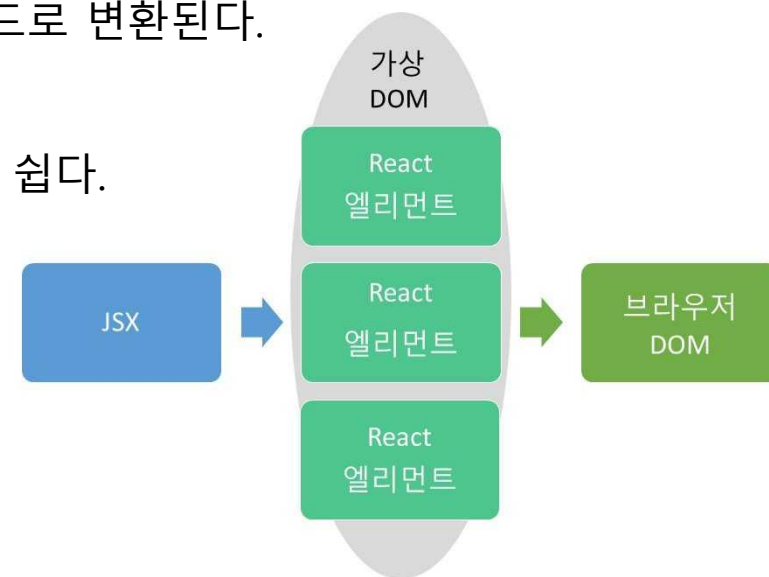 드로 변환된다.
쉽다.
가상
DOM
React
엘리먼트
JSX
React
엘리먼트
브라우저
DOM
React
엘리먼트